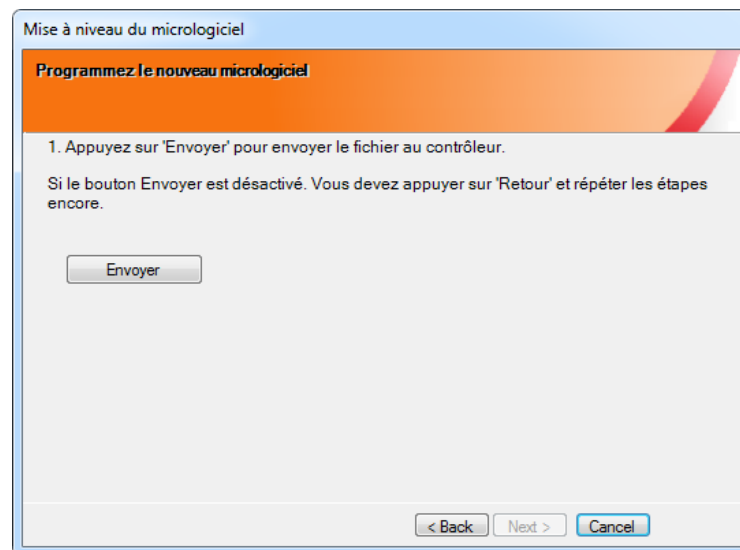 Mise à niveau du micrologiciel
Programmez le nouveau micrologiciel
1. Appuyez sur 'Envoyer' pour envoyer le fichier au contrôleur.
Si le bouton Envoyer est désactivé. Vous devez appuyer sur 'Retour' et répéter les étapes
encore.
Envoyer
< Back Next > Cancel